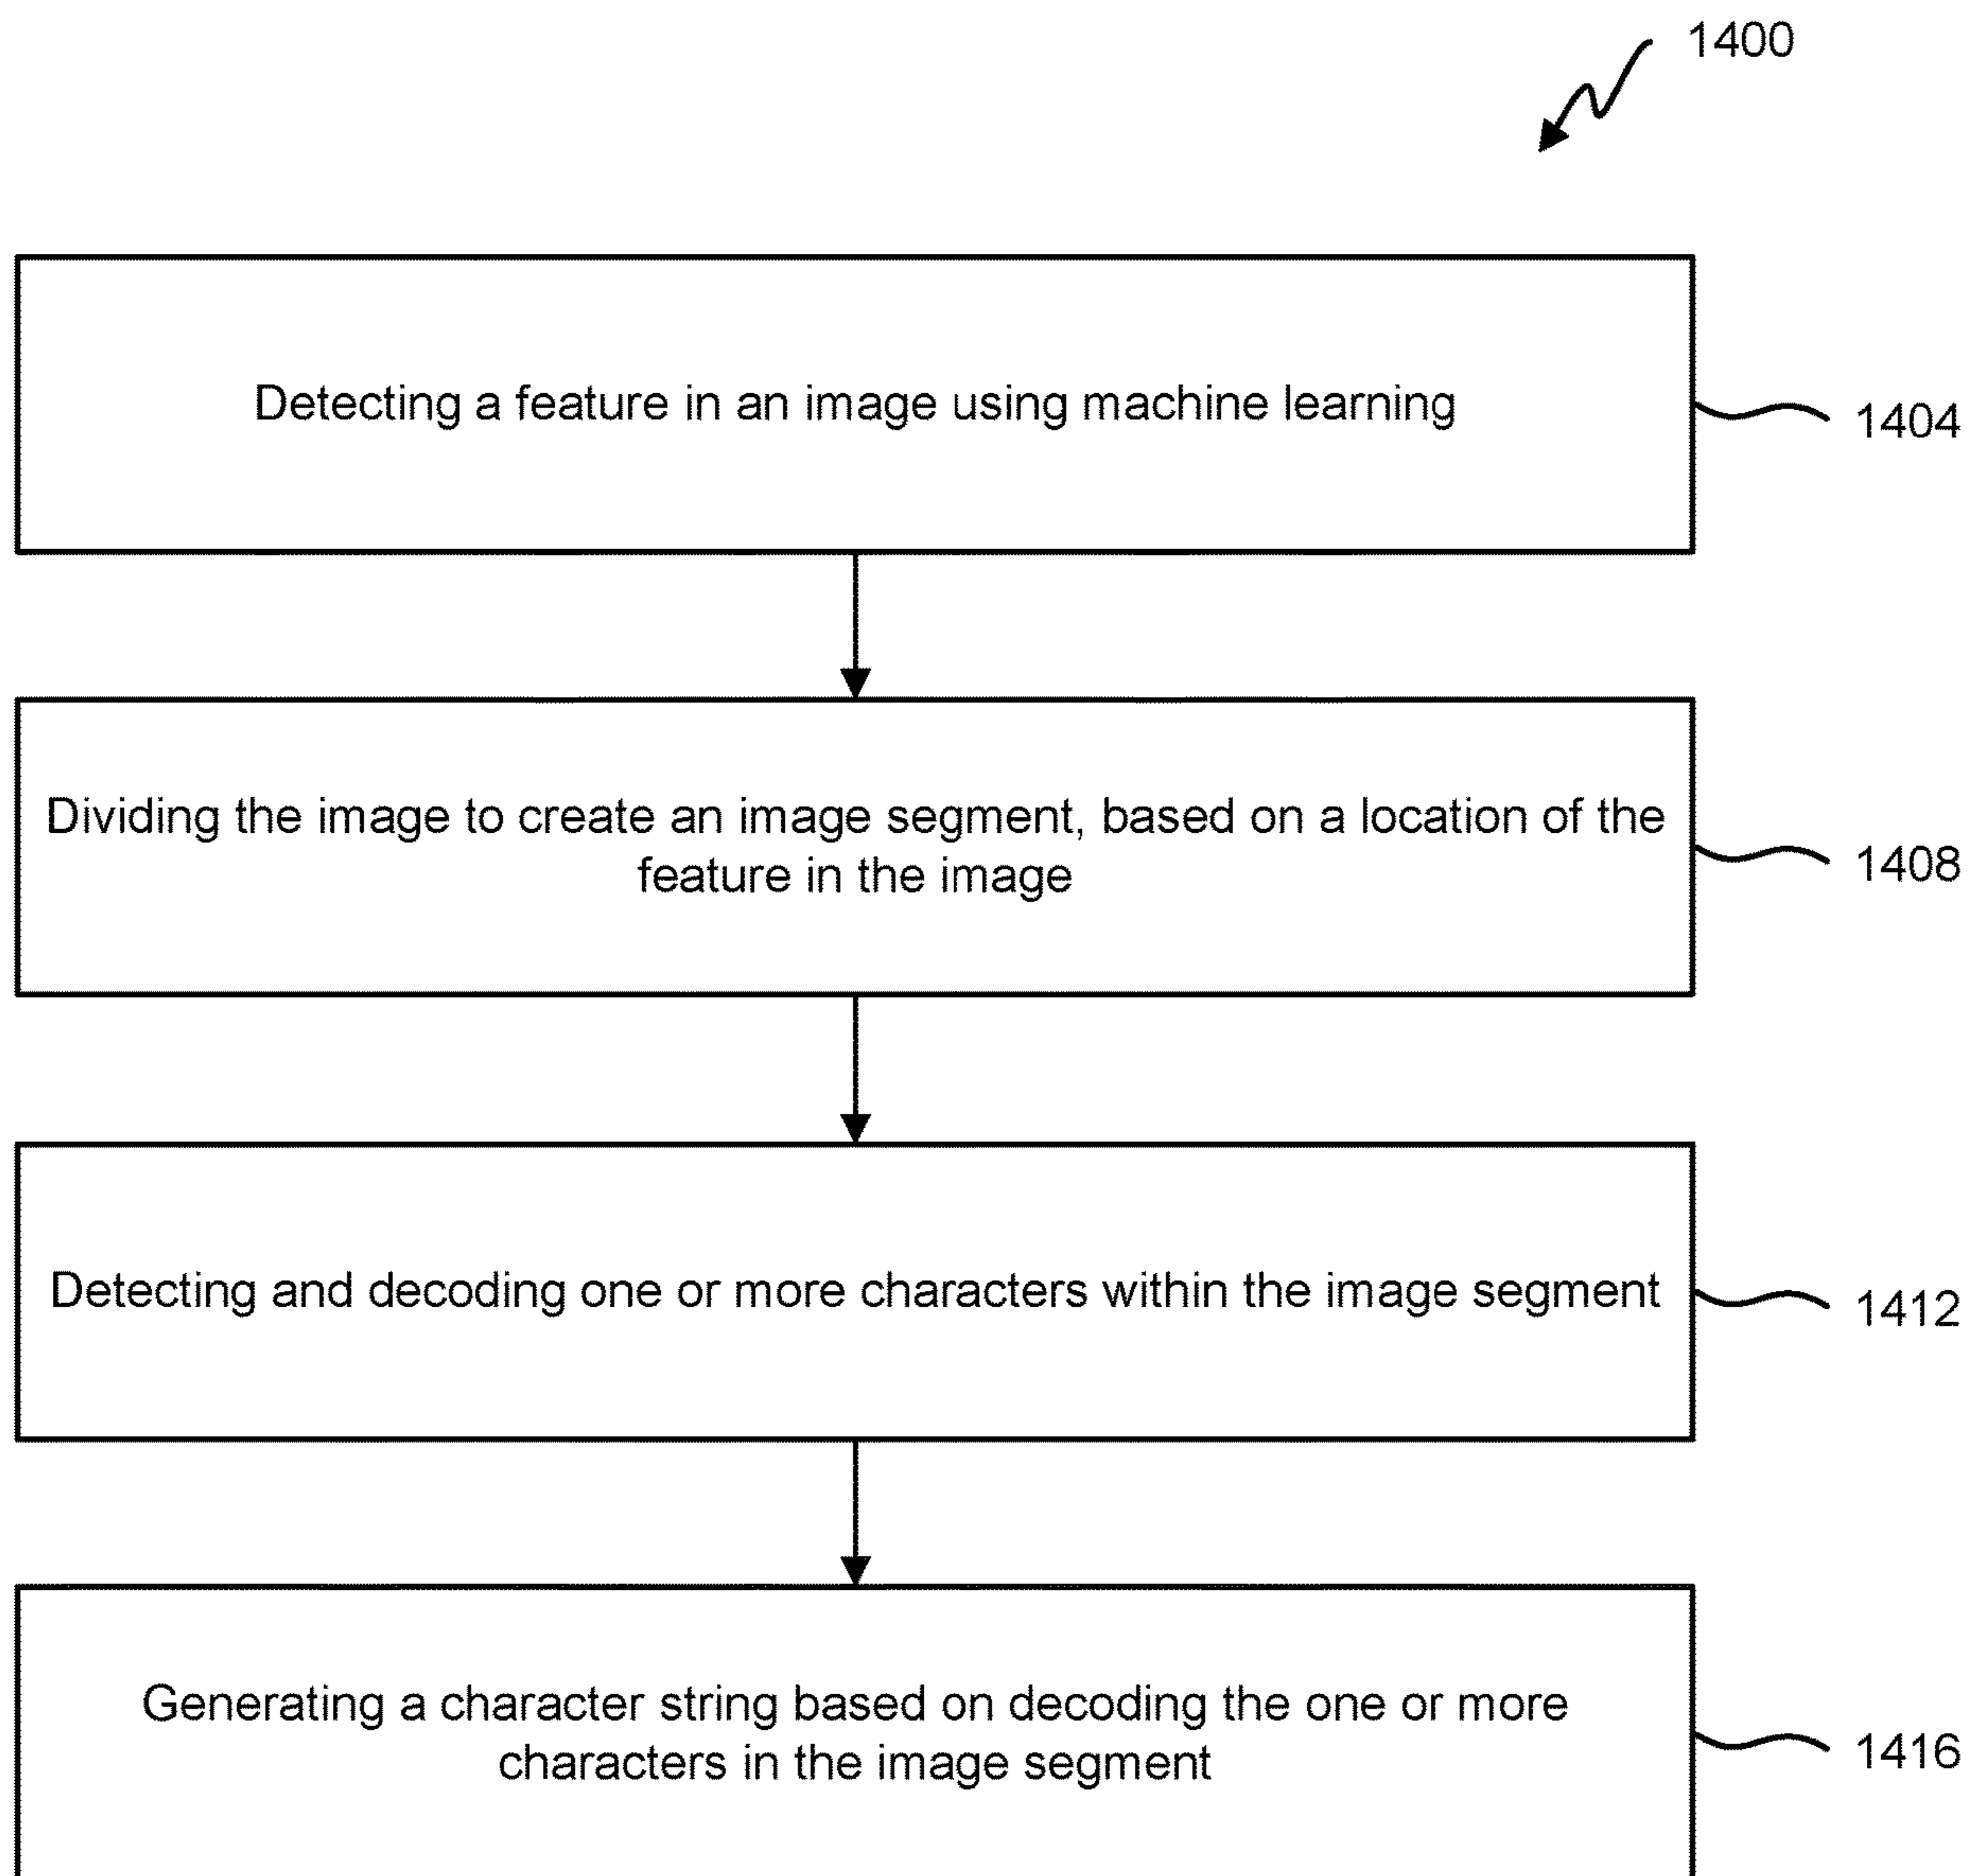 1400
Detecting a feature in an image using machine learning
1404
Dividing the image to create an image segment, based on a location of the
feature in the image
1408
Detecting and decoding one or more characters within the image segment
1412
Generating a character string based on decoding the one or more
characters in the image segment
1416